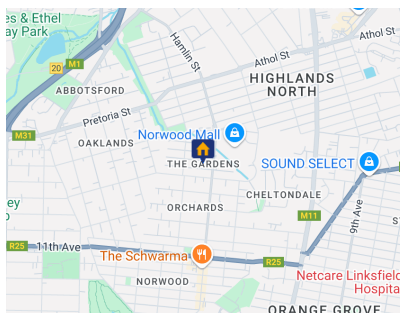 es & Ethel
ay Park
20
M1
Hamlin St
Athol St
Athol St
HIGHLANDS
NORTH
ABBOTSFORD
Pretoria St
M31
OAKLANDS
Norwood Mall
THE GARDENS
SOUND SELECT
CHELTONDALE
ey
ORCHARDS
M11
9th Ave
S
R25
11th Ave
The Schwarma
R25
NORWOOD
Netcare Linksfield
Hospita
ORANGE GROVE